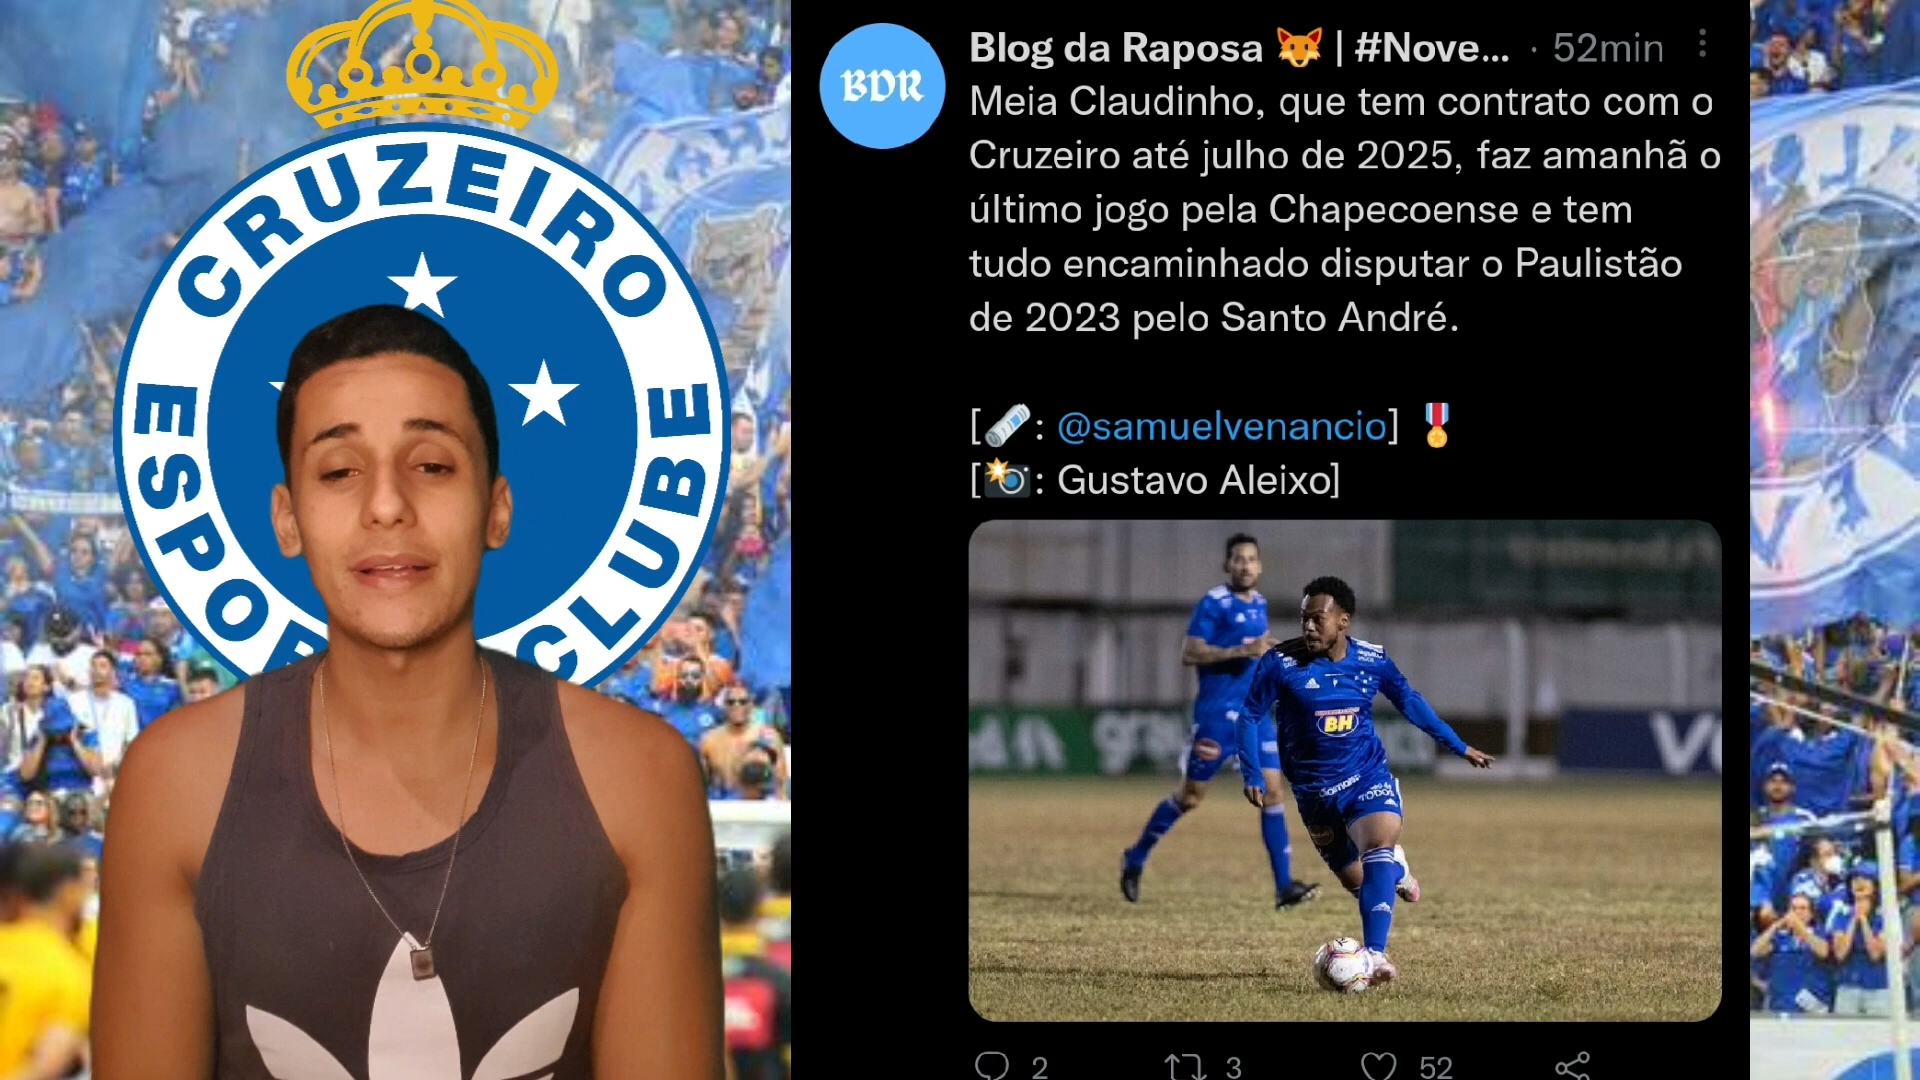 CRUZEIRO
ESPOR
CLUBE
BDR
Blog da Raposa 🦊 | #Nove... · 52min
Meia Claudinho, que tem contrato com o
Cruzeiro até julho de 2025, faz amanhã o
último jogo pela Chapecoense e tem
tudo encaminhado disputar o Paulistão
de 2023 pelo Santo André.
[🗞️: @samuelvenancio] 🎖️
[📸: Gustavo Aleixo]
BH
TODOS
2
3
52